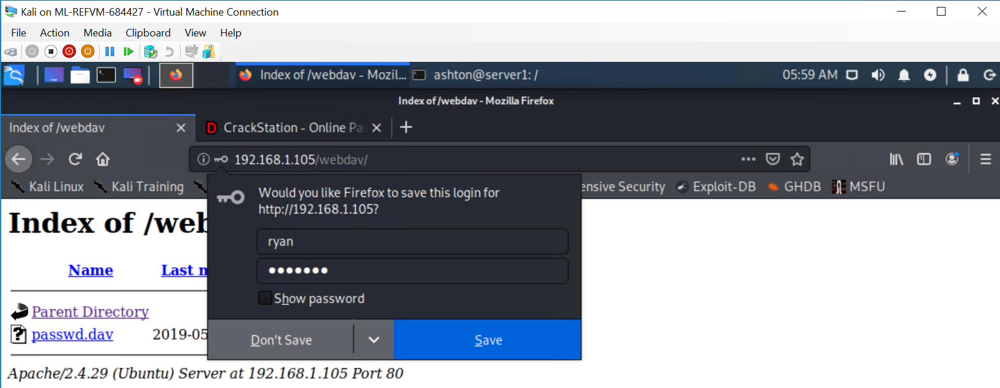 Kali on ML-REFVM-684427 - Virtual Machine Connection
File Action Media Clipboard View Help
Index of /webdav - Mozil... ashton@server1: / 05:59 AM
Index of /webdav - Mozilla Firefox
Index of /webdav CrackStation - Online Pa
192.168.1.105/webdav/
Kali Linux Kali Training ensive Security Exploit-DB GHDB MSFU
Would you like Firefox to save this login for
http://192.168.1.105?
ryan
Show password
Don't Save Save
Index of /web
Name Last m
Parent Directory
passwd.dav 2019-05
Apache/2.4.29 (Ubuntu) Server at 192.168.1.105 Port 80